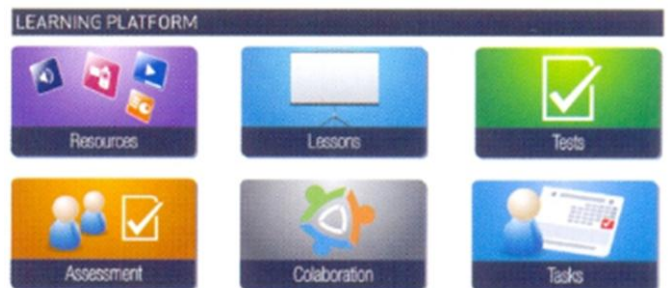 LEARNING PLATFORM
Resources Lessons Tests
Assessment Colaboration Tasks